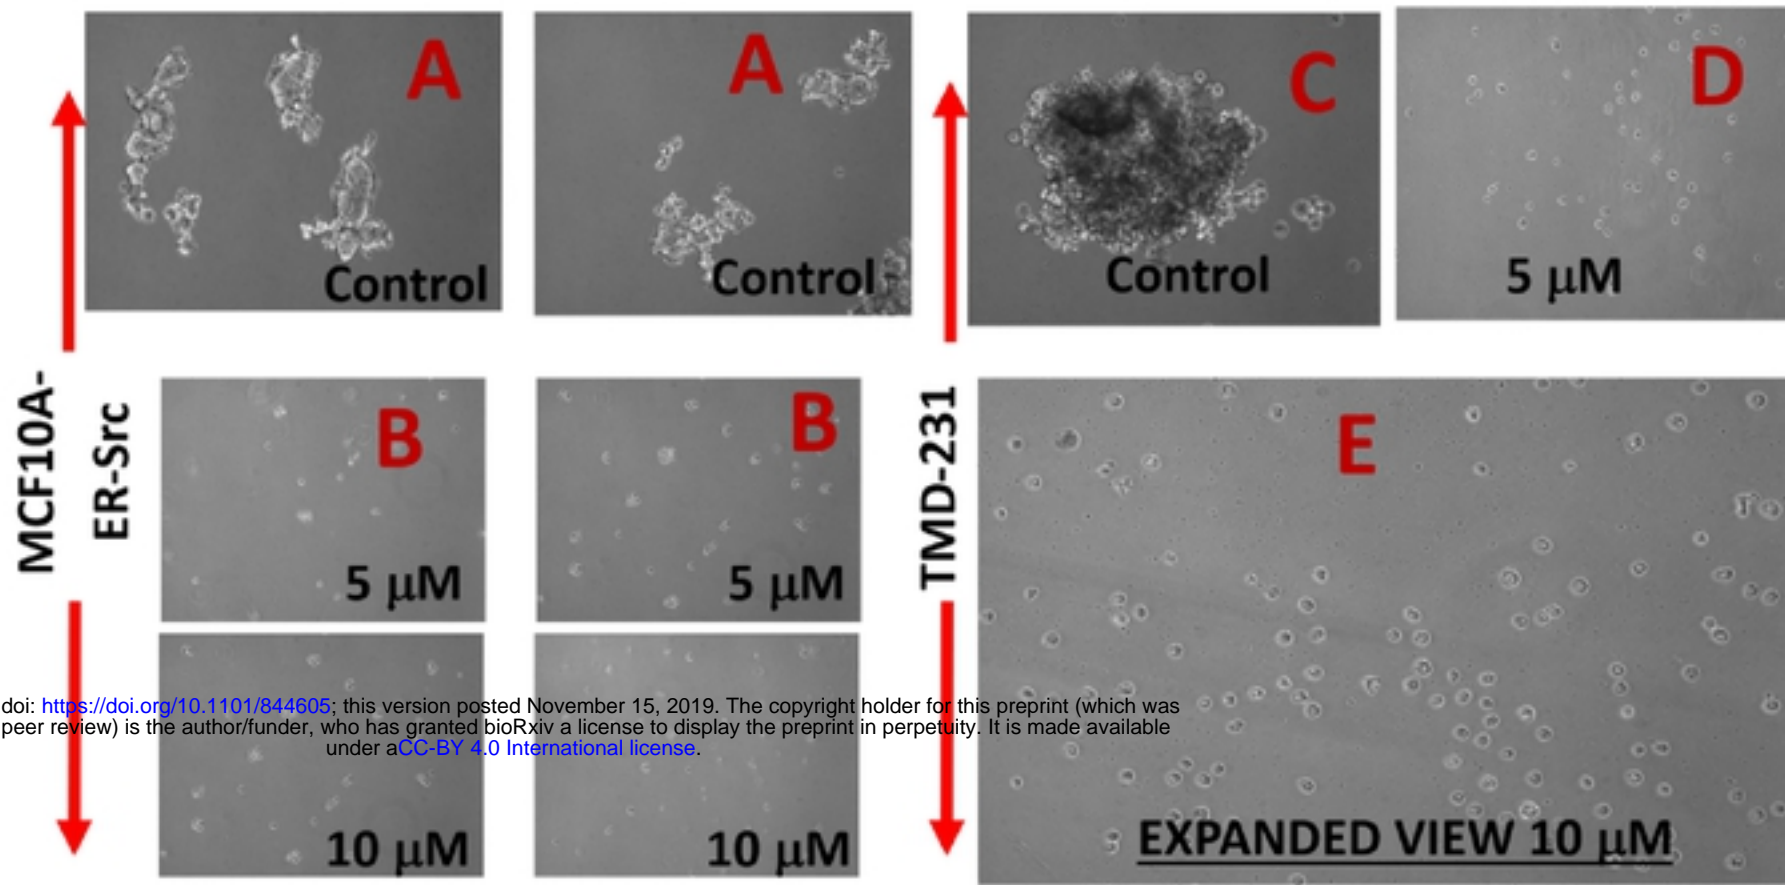 A
Control
A
Control
C
Control
D
5 μM
MCF10A-
ER-Src
B
5 μM
B
5 μM
10 μM
10 μM
TMD-231
E
EXPANDED VIEW 10 μM
doi: https://doi.org/10.1101/844605; this version posted November 15, 2019. The copyright holder for this preprint (which was
peer review) is the author/funder, who has granted bioRxiv a license to display the preprint in perpetuity. It is made available
under aCC-BY 4.0 International license.